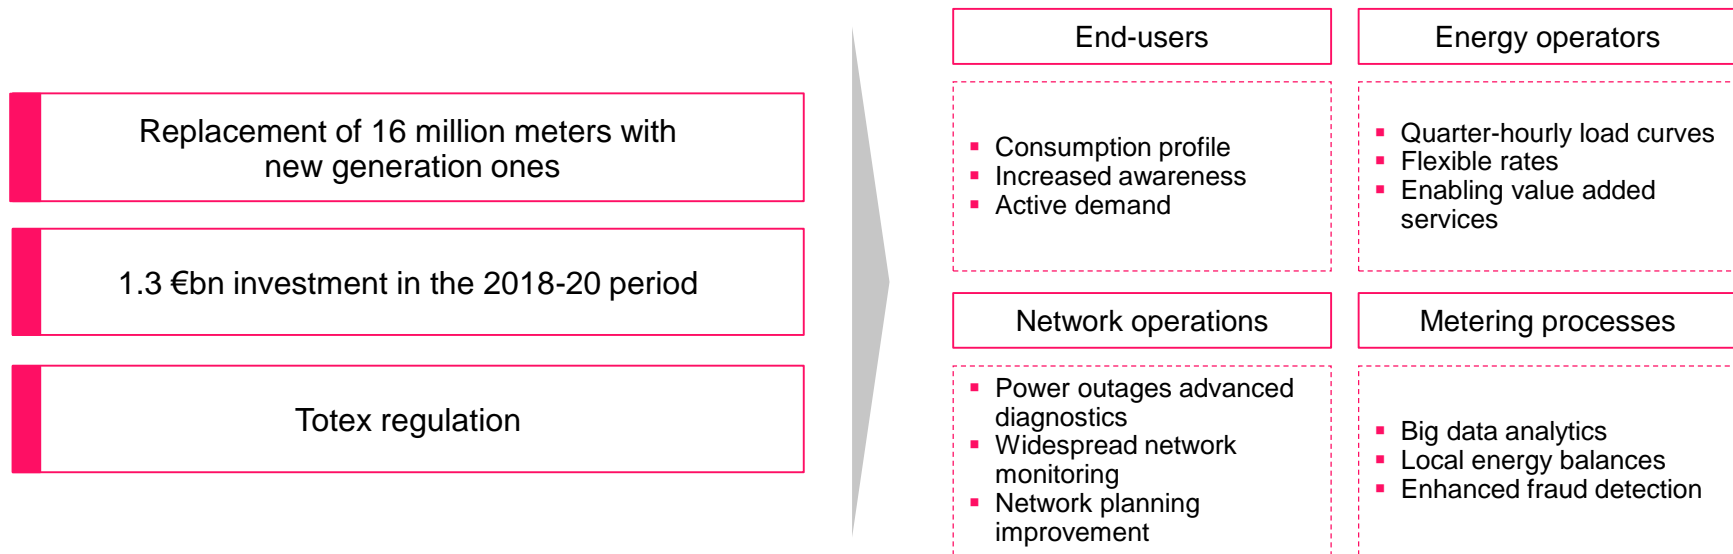 Replacement of 16 million meters with
new generation ones
1.3 €bn investment in the 2018-20 period
Totex regulation
End-users
Consumption profile
Increased awareness
Active demand
Energy operators
Quarter-hourly load curves
Flexible rates
Enabling value added
services
Network operations
Power outages advanced
diagnostics
Widespread network
monitoring
Network planning
improvement
Metering processes
Big data analytics
Local energy balances
Enhanced fraud detection